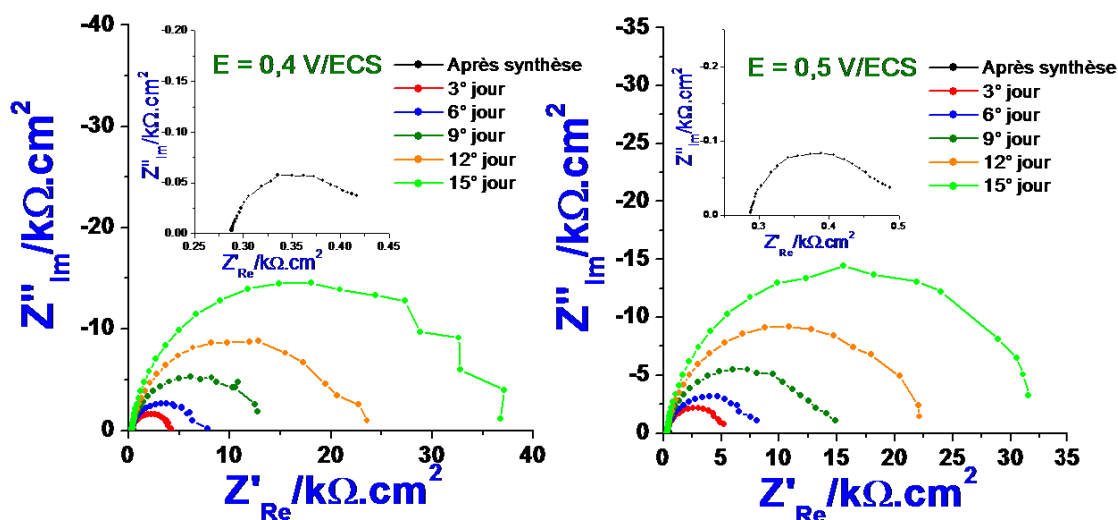 -40
-30
-20
-10
0
0
10
20
30
40
Z''Im/kΩ.cm2
Z'Re/kΩ.cm2
E = 0,4 V/ECS
-0.20
-0.15
-0.10
-0.05
0.00
0.25
0.30
0.35
0.40
0.45
Z''Im/kΩ.cm2
Z'Re/kΩ.cm2
Après synthèse
3° jour
6° jour
9° jour
12° jour
15° jour
-35
-30
-25
-20
-15
-10
-5
0
0
5
10
15
20
25
30
35
Z''Im/kΩ.cm2
Z'Re/kΩ.cm2
E = 0,5 V/ECS
-0.2
-0.1
0.0
0.3
0.4
0.5
Z''Im/kΩ.cm2
Z'Re/kΩ.cm2
Après synthèse
3° jour
6° jour
9° jour
12° jour
15° jour